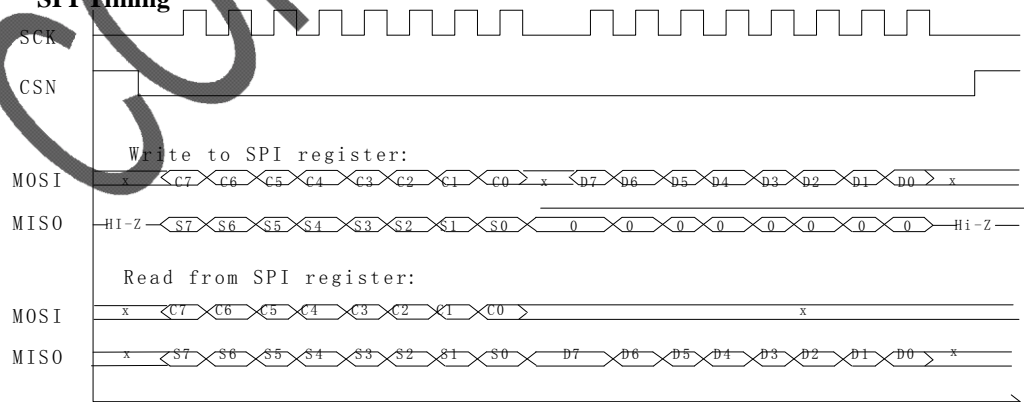 SPI Timing
SCK
CSN
Write to SPI register:
MOSI x C7 C6 C5 C4 C3 C2 C1 C0 x D7 D6 D5 D4 D3 D2 D1 D0 x
MISO HI-Z S7 S6 S5 S4 S3 S2 S1 S0 0 0 0 0 0 0 0 0 Hi-Z
Read from SPI register:
MOSI x C7 C6 C5 C4 C3 C2 C1 C0 x
MISO x S7 S6 S5 S4 S3 S2 S1 S0 D7 D6 D5 D4 D3 D2 D1 D0 x